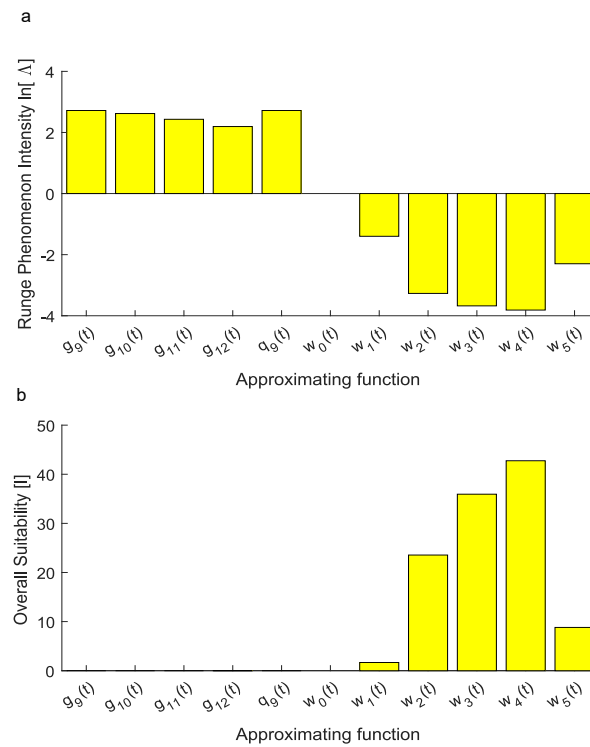 a
Runge Phenomenon Intensity ln[ Λ]
4
2
0
-2
-4
g9(t) g10(t) g11(t) g12(t) q9(t) w0(t) w1(t) w2(t) w3(t) w4(t) w5(t)
Approximating function
b
Overall Suitability [I]
50
40
30
20
10
0
g9(t) g10(t) g11(t) g12(t) q9(t) w0(t) w1(t) w2(t) w3(t) w4(t) w5(t)
Approximating function